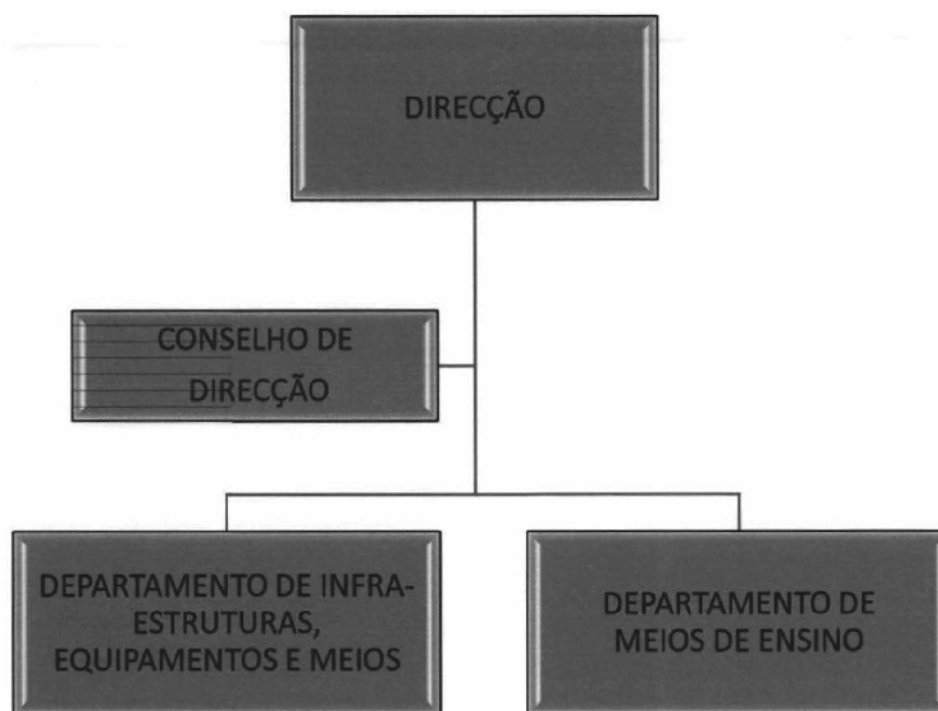 DIRECÇÃO
CONSELHO DE
DIRECÇÃO
DEPARTAMENTO DE INFRA-
ESTRUTURAS,
EQUIPAMENTOS E MEIOS
DEPARTAMENTO DE
MEIOS DE ENSINO